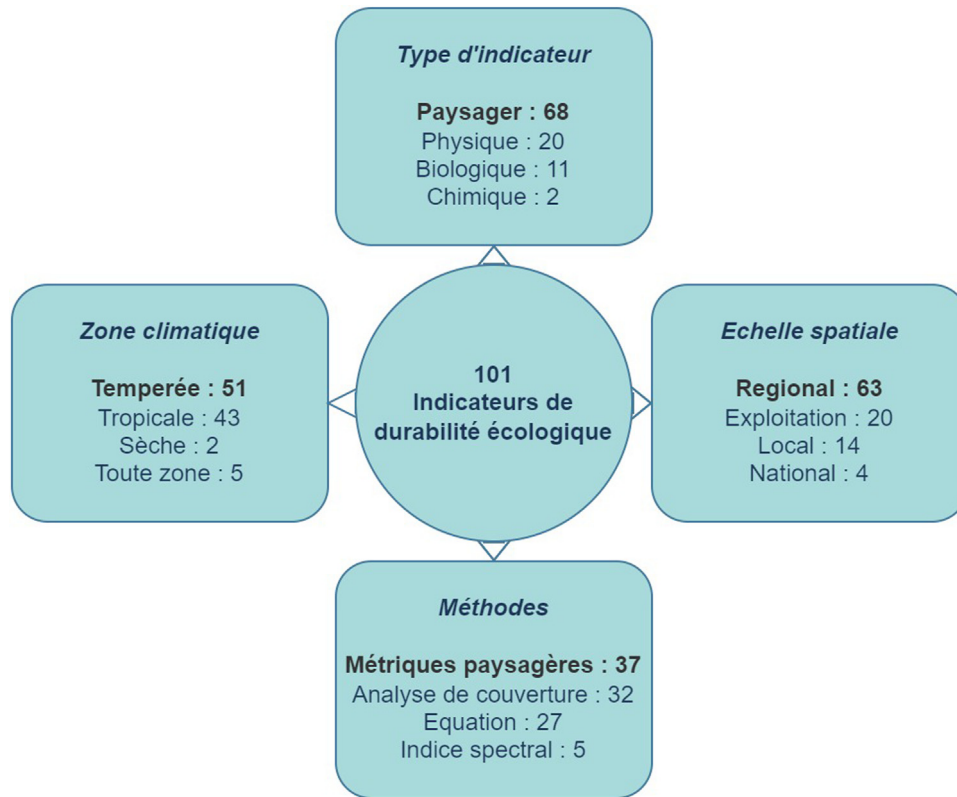 Type d'indicateur
Paysager : 68
Physique : 20
Biologique : 11
Chimique : 2
Zone climatique
Temperée : 51
Tropicale : 43
Sèche : 2
Toute zone : 5
101
Indicateurs de
durabilité écologique
Echelle spatiale
Regional : 63
Exploitation : 20
Local : 14
National : 4
Méthodes
Métriques paysagères : 37
Analyse de couverture : 32
Equation : 27
Indice spectral : 5